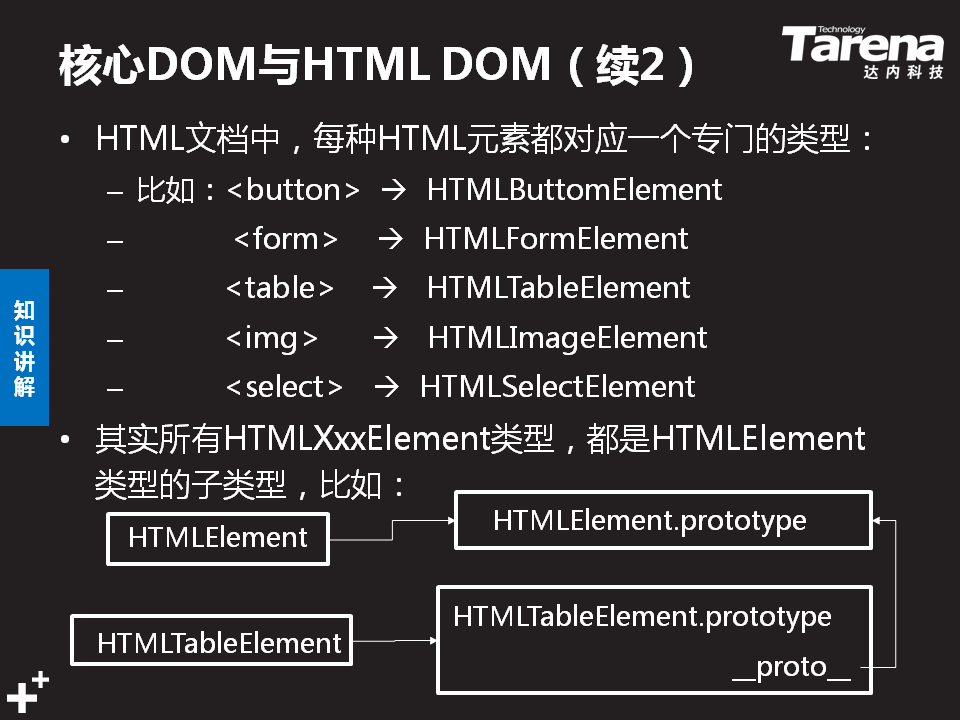 核心DOM与HTML DOM（续2）
Technology
Tarena
达内科技
• HTML文档中，每种HTML元素都对应一个专门的类型：
– 比如：<button> → HTMLButtomElement
– <form> → HTMLFormElement
– <table> → HTMLTableElement
– <img> → HTMLImageElement
– <select> → HTMLSelectElement
知识讲解
• 其实所有HTMLXxxElement类型，都是HTMLElement
类型的子类型，比如：
HTMLElement
HTMLElement.prototype
HTMLTableElement
HTMLTableElement.prototype
__proto__